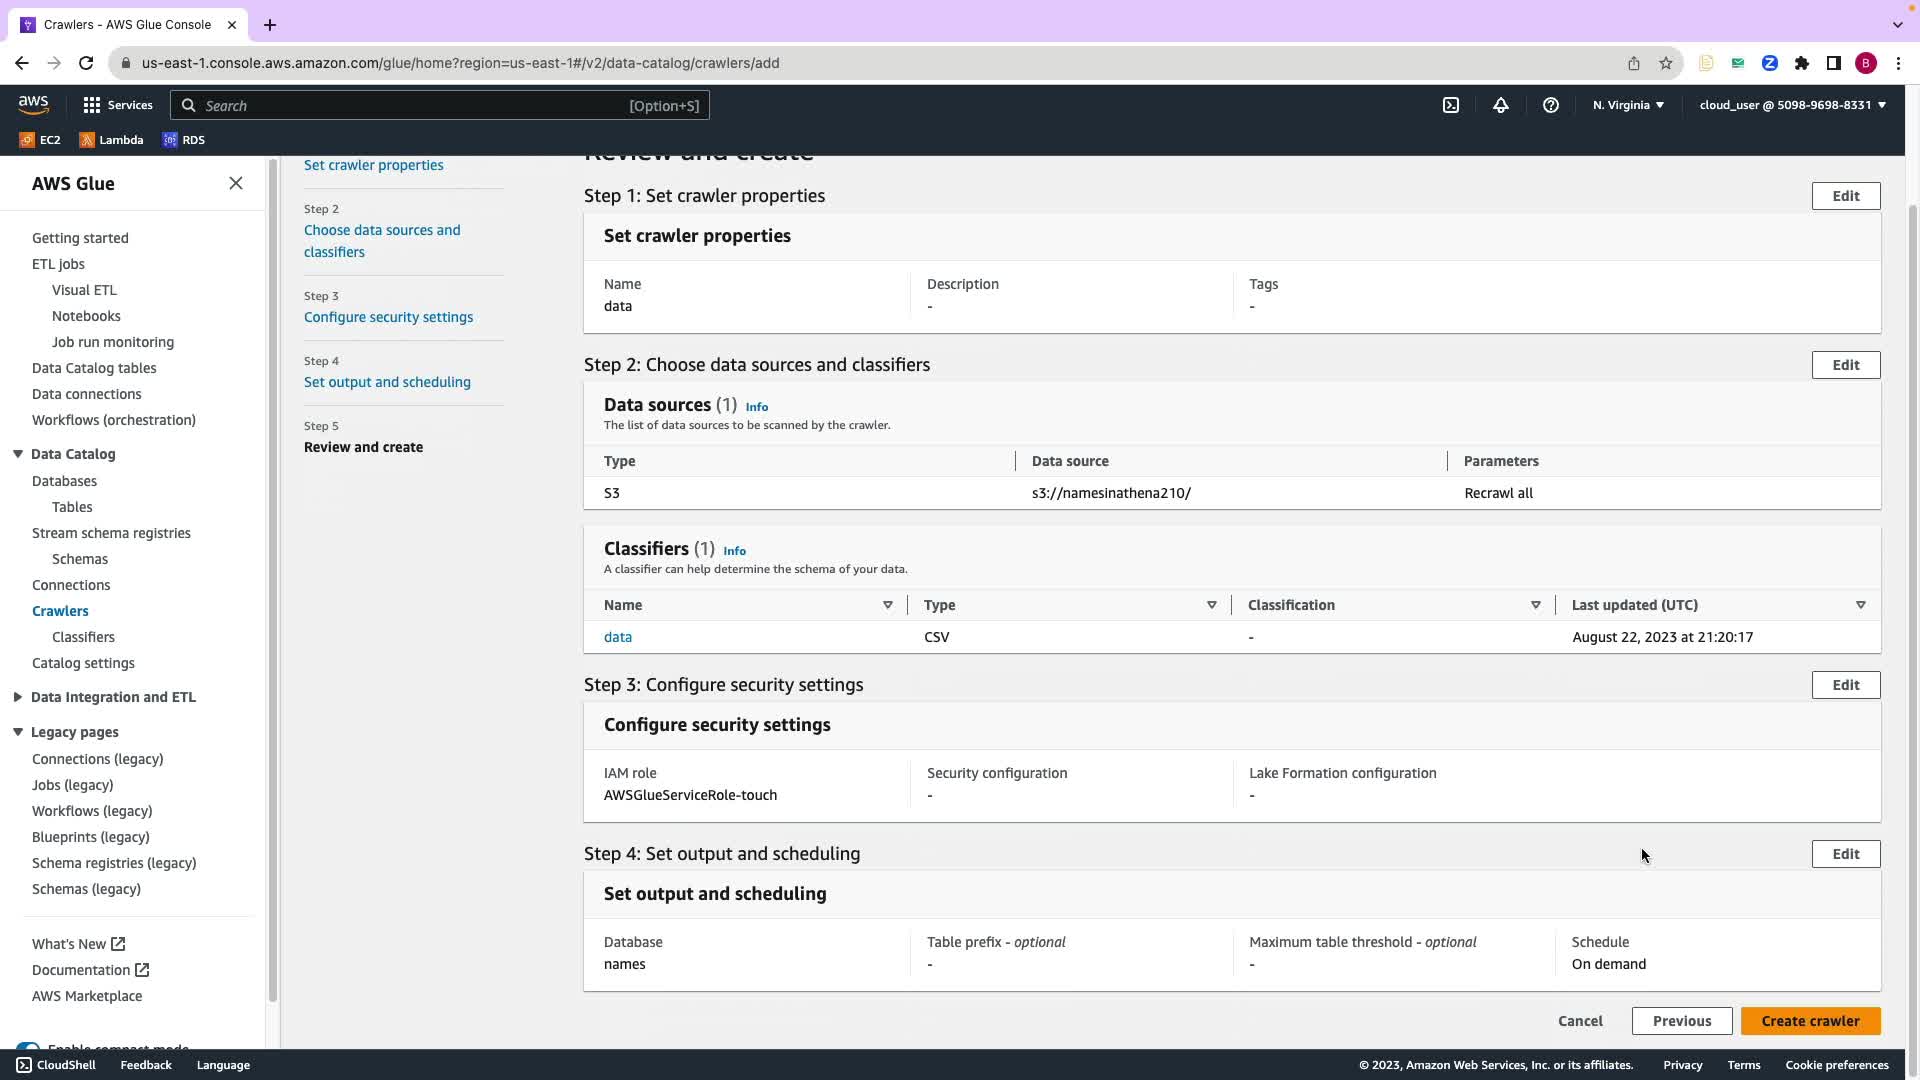 Crawlers - AWS Glue Console
us-east-1.console.aws.amazon.com/glue/home?region=us-east-1#/v2/data-catalog/crawlers/add
B
aws
Services
Search
[Option+S]
N. Virginia
cloud_user @ 5098-9698-8331
EC2
Lambda
RDS
AWS Glue
Getting started
ETL jobs
Visual ETL
Notebooks
Job run monitoring
Data Catalog tables
Data connections
Workflows (orchestration)
Data Catalog
Databases
Tables
Stream schema registries
Schemas
Connections
Crawlers
Classifiers
Catalog settings
Data Integration and ETL
Legacy pages
Connections (legacy)
Jobs (legacy)
Workflows (legacy)
Blueprints (legacy)
Schema registries (legacy)
Schemas (legacy)
What's New
Documentation
AWS Marketplace
Enable compact mode
Set crawler properties
Step 2
Choose data sources and
classifiers
Step 3
Configure security settings
Step 4
Set output and scheduling
Step 5
Review and create
Review and create
Step 1: Set crawler properties
Edit
Set crawler properties
Name
Description
Tags
data
-
-
Step 2: Choose data sources and classifiers
Edit
Data sources (1) Info
The list of data sources to be scanned by the crawler.
Type
Data source
Parameters
S3
s3://namesinathena210/
Recrawl all
Classifiers (1) Info
A classifier can help determine the schema of your data.
Name
Type
Classification
Last updated (UTC)
data
CSV
-
August 22, 2023 at 21:20:17
Step 3: Configure security settings
Edit
Configure security settings
IAM role
Security configuration
Lake Formation configuration
AWSGlueServiceRole-touch
-
-
Step 4: Set output and scheduling
Edit
Set output and scheduling
Database
Table prefix - optional
Maximum table threshold - optional
Schedule
names
-
-
On demand
Cancel
Previous
Create crawler
CloudShell
Feedback
Language
© 2023, Amazon Web Services, Inc. or its affiliates.
Privacy
Terms
Cookie preferences